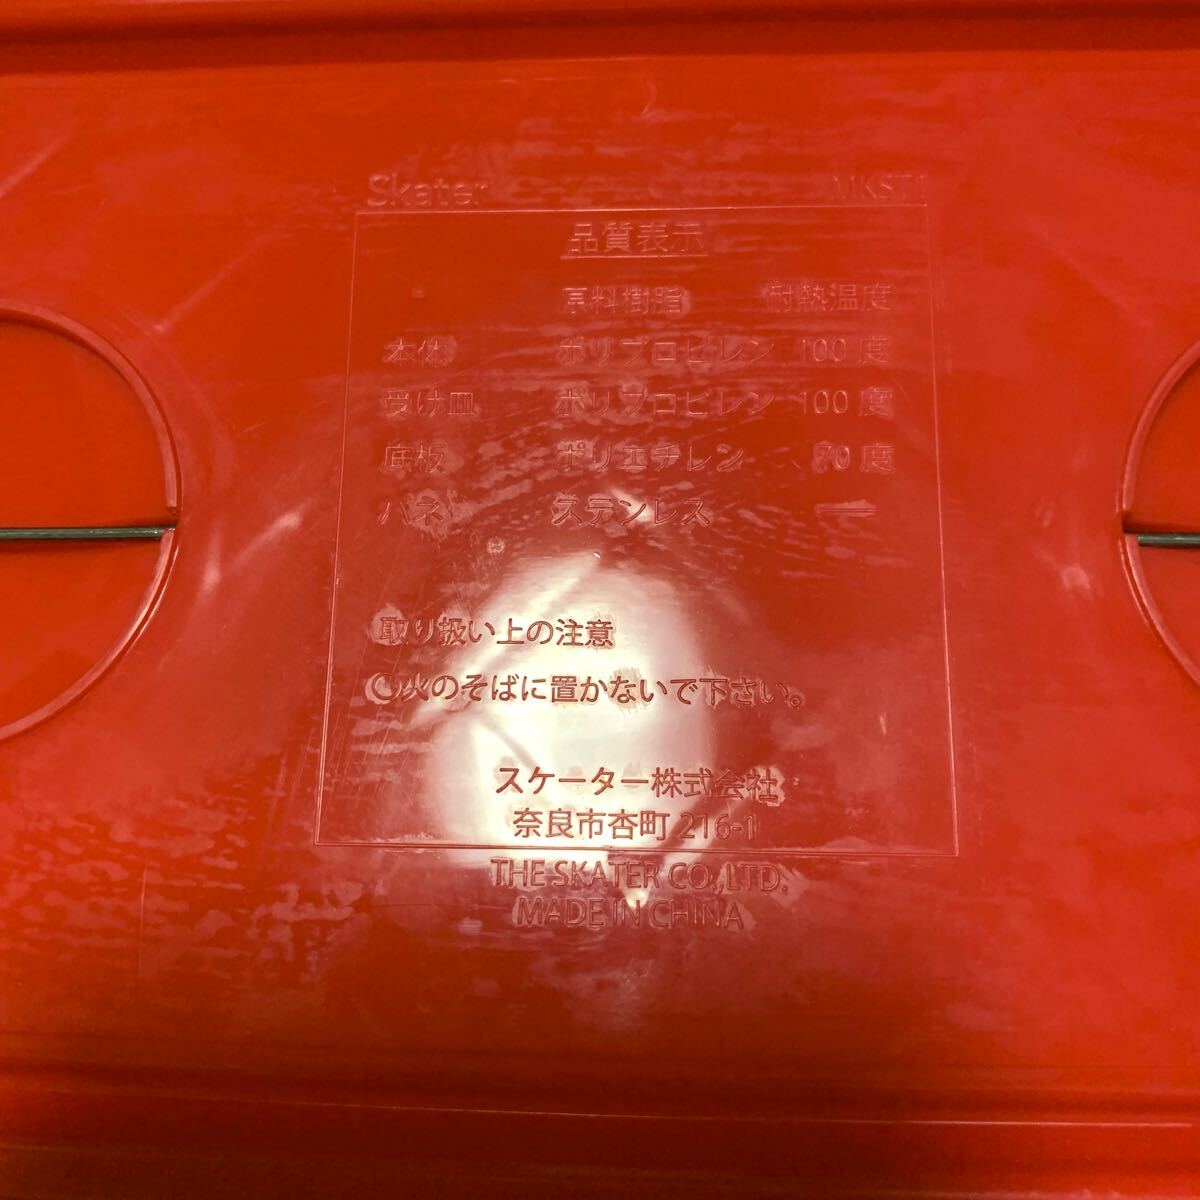 Skater MKST1
品質表示
原料樹脂 耐熱温度
本体 ポリプロピレン 100度
受け皿 ポリプロピレン 100度
底板 ポリエチレン 70度
バネ ステンレス —
取り扱い上の注意
○火のそばに置かないで下さい。
スケーター株式会社
奈良市杏町 216-1
THE SKATER CO.,LTD.
MADE IN CHINA